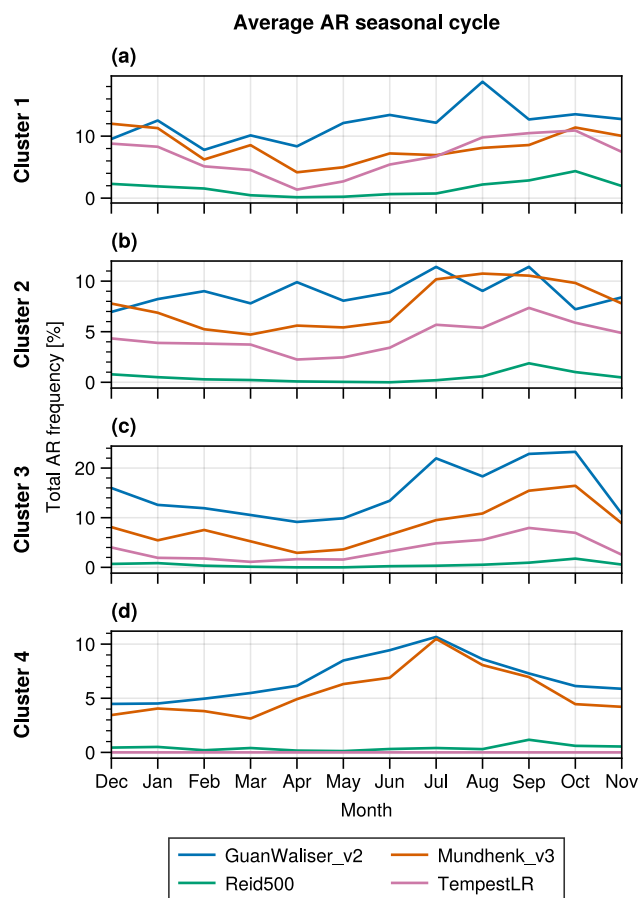 Average AR seasonal cycle
(a)
Cluster 1
10
0
(b)
Cluster 2
10
5
0
Total AR frequency [%]
(c)
Cluster 3
20
10
0
(d)
Cluster 4
10
5
0
Dec Jan Feb Mar Apr May Jun Jul Aug Sep Oct Nov
Month
GuanWaliser_v2 Mundhenk_v3
Reid500 TempestLR